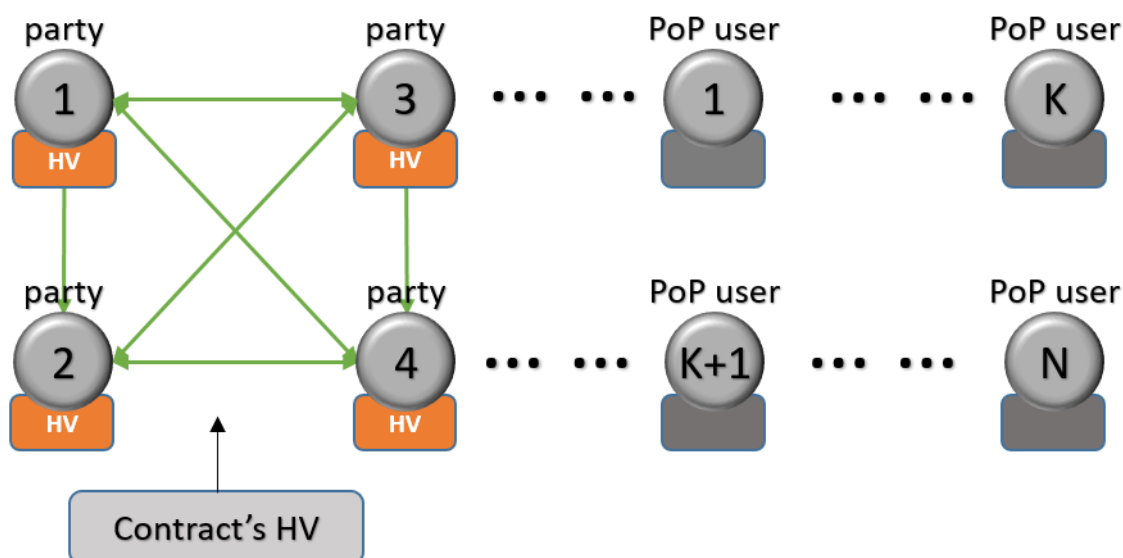 party party PoP user PoP user
1 3 ... ... 1 ... ... K
HV HV
party party PoP user PoP user
2 4 ... ... K+1 ... ... N
HV HV
Contract's HV